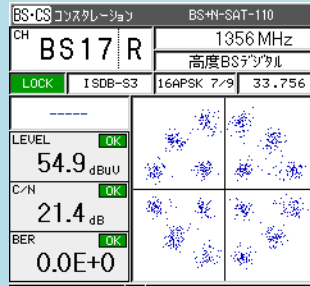 BS・CS コンスタレーション BS+N-SAT-110
CH BS17 R 1356 MHz
高度BSデジタル
LOCK ISDB-S3 16APSK 7/9 33.756
-----
LEVEL OK
54.9 dBuV
C/N OK
21.4 dB
BER OK
0.0E+0